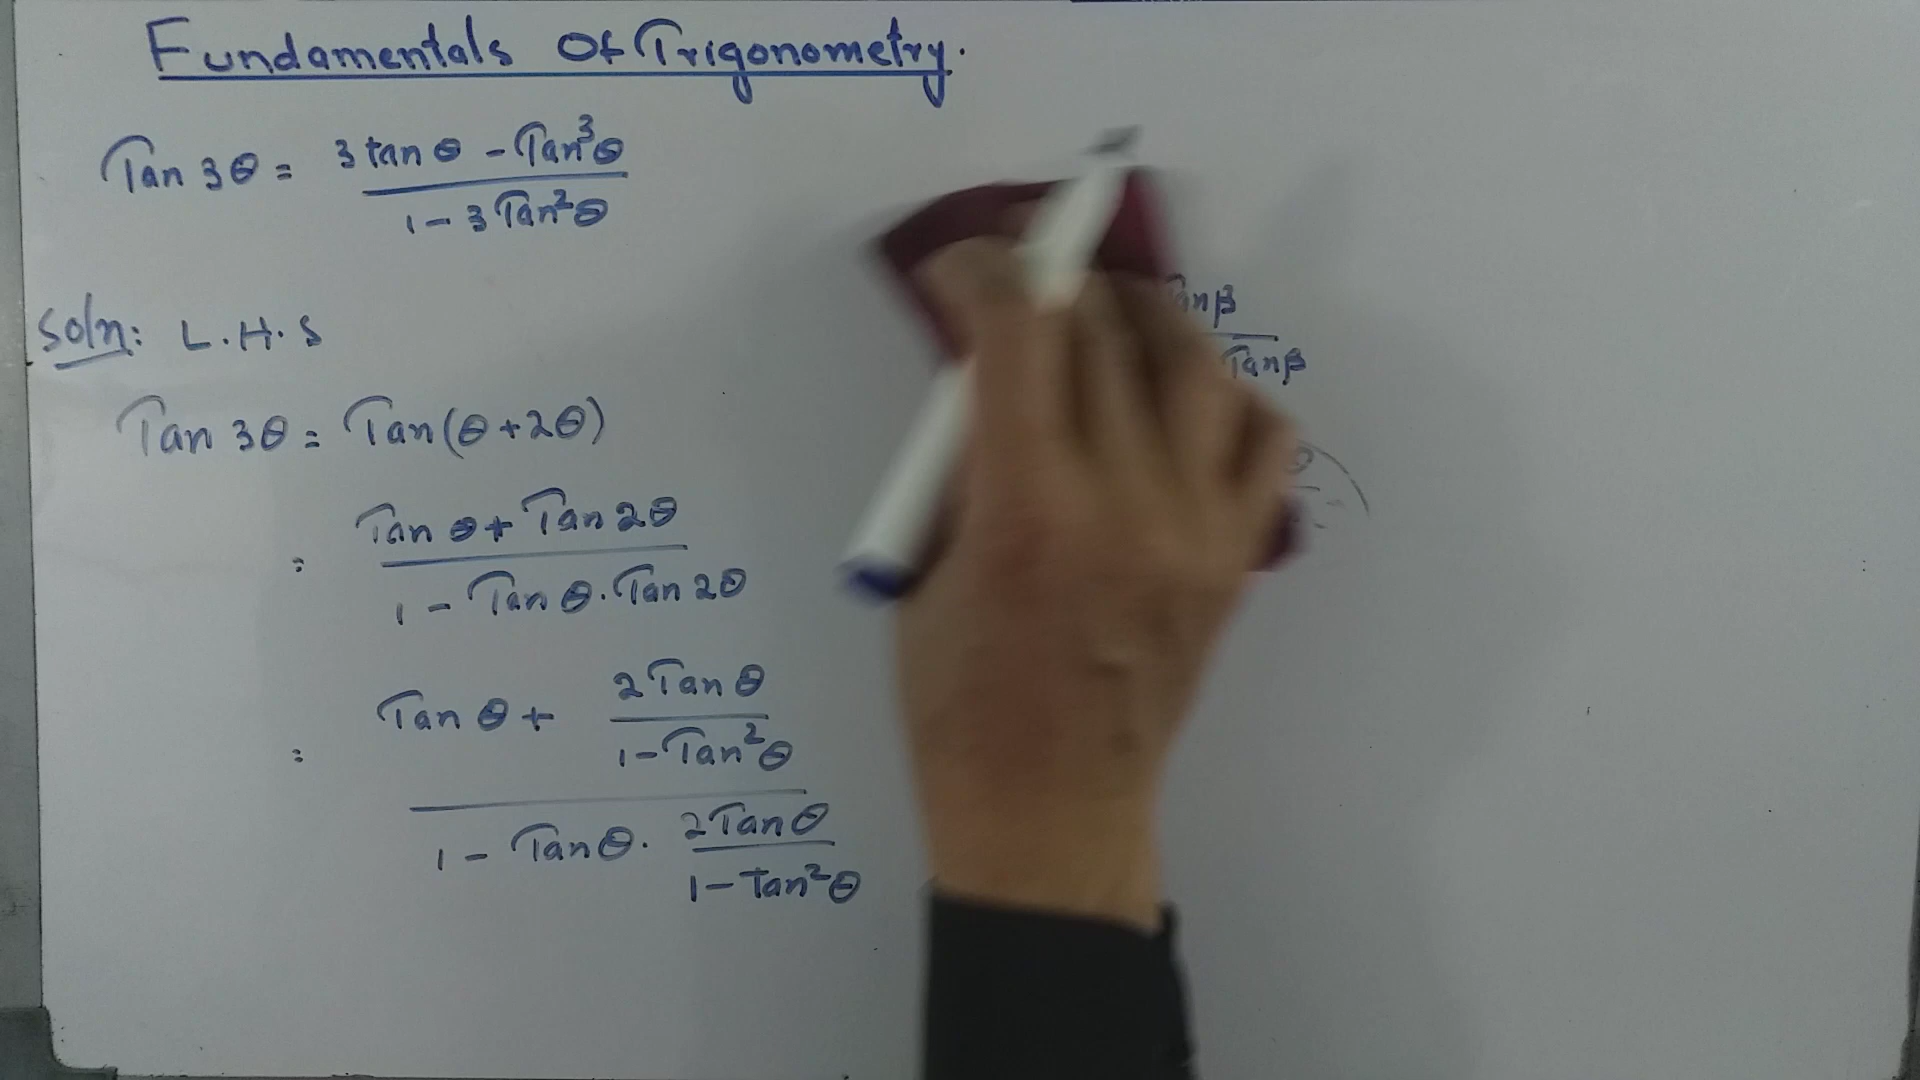 Fundamentals Of Trigonometry.
Tan 3θ = 3 tan θ - Tan³θ
1 - 3 Tan²θ
Soln: L.H.S
Tan 3θ = Tan(θ + 2θ)
= Tan θ + Tan 2θ
1 - Tan θ . Tan 2θ
= Tan θ + 2 Tan θ
1 - Tan²θ
1 - Tan θ . 2 Tan θ
1 - tan²θ
Tanβ